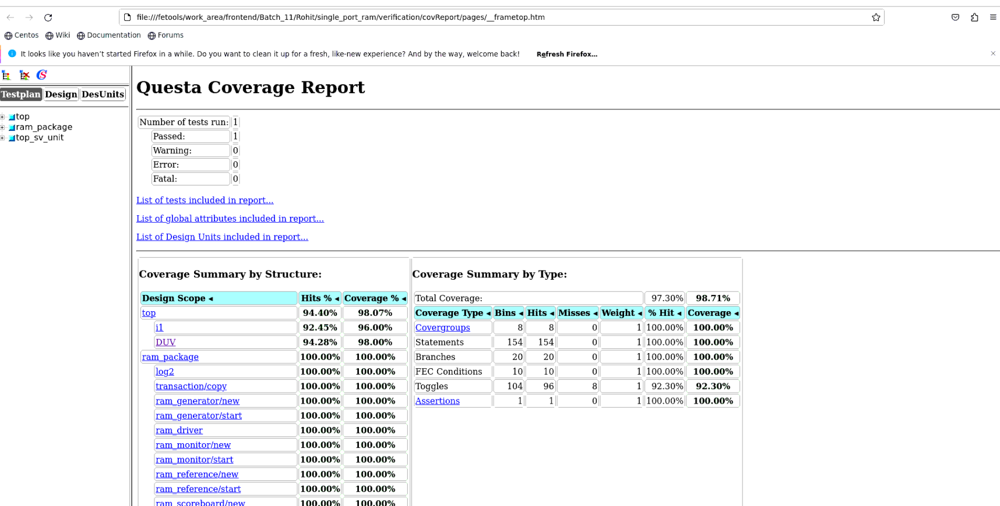 file:///fetools/work_area/frontend/Batch_11/Rohit/single_port_ram/verification/covReport/pages/__frametop.htm
Centos Wiki Documentation Forums
It looks like you haven’t started Firefox in a while. Do you want to clean it up for a fresh, like-new experience? And by the way, welcome back! Refresh Firefox…
Testplan Design DesUnits
top
ram_package
top_sv_unit
Questa Coverage Report
Number of tests run: 1
Passed: 1
Warning: 0
Error: 0
Fatal: 0
List of tests included in report...
List of global attributes included in report...
List of Design Units included in report...
Coverage Summary by Structure:
Design Scope ◂ Hits % ◂ Coverage % ◂
top 94.40% 98.07%
i1 92.45% 96.00%
DUV 94.28% 98.00%
ram_package 100.00% 100.00%
log2 100.00% 100.00%
transaction/copy 100.00% 100.00%
ram_generator/new 100.00% 100.00%
ram_generator/start 100.00% 100.00%
ram_driver 100.00% 100.00%
ram_monitor/new 100.00% 100.00%
ram_monitor/start 100.00% 100.00%
ram_reference/new 100.00% 100.00%
ram_reference/start 100.00% 100.00%
ram_scoreboard/new 100.00% 100.00%
Coverage Summary by Type:
Total Coverage: 97.30% 98.71%
Coverage Type ◂ Bins ◂ Hits ◂ Misses ◂ Weight ◂ % Hit ◂ Coverage ◂
Covergroups 8 8 0 1 100.00% 100.00%
Statements 154 154 0 1 100.00% 100.00%
Branches 20 20 0 1 100.00% 100.00%
FEC Conditions 10 10 0 1 100.00% 100.00%
Toggles 104 96 8 1 92.30% 92.30%
Assertions 1 1 0 1 100.00% 100.00%